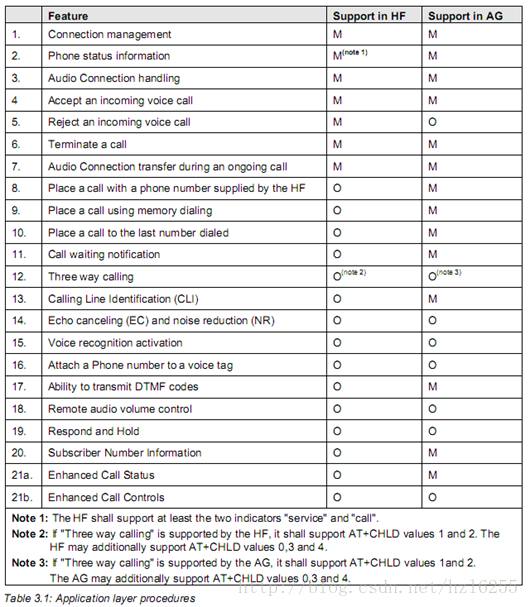 Feature Support in HF Support in AG
1. Connection management M M
2. Phone status information M(note 1) M
3. Audio Connection handling M M
4 Accept an incoming voice call M M
5. Reject an incoming voice call M O
6. Terminate a call M M
7. Audio Connection transfer during an ongoing call M M
8. Place a call with a phone number supplied by the HF O M
9. Place a call using memory dialing O M
10. Place a call to the last number dialed O M
11. Call waiting notification O M
12. Three way calling O(note 2) O(note 3)
13. Calling Line Identification (CLI) O M
14. Echo canceling (EC) and noise reduction (NR) O O
15. Voice recognition activation O O
16. Attach a Phone number to a voice tag O O
17. Ability to transmit DTMF codes O M
18. Remote audio volume control O O
19. Respond and Hold O O
20. Subscriber Number Information O M
21a. Enhanced Call Status O M
21b. Enhanced Call Controls O O
Note 1: The HF shall support at least the two indicators "service" and "call".
Note 2: If "Three way calling" is supported by the HF, it shall support AT+CHLD values 1 and 2. The
HF may additionally support AT+CHLD values 0,3 and 4.
Note 3: If "Three way calling" is supported by the AG, it shall support AT+CHLD values 1and 2.
The AG may additionally support AT+CHLD values 0,3 and 4.
http://blog.csdn.net/hz16255
Table 3.1: Application layer procedures